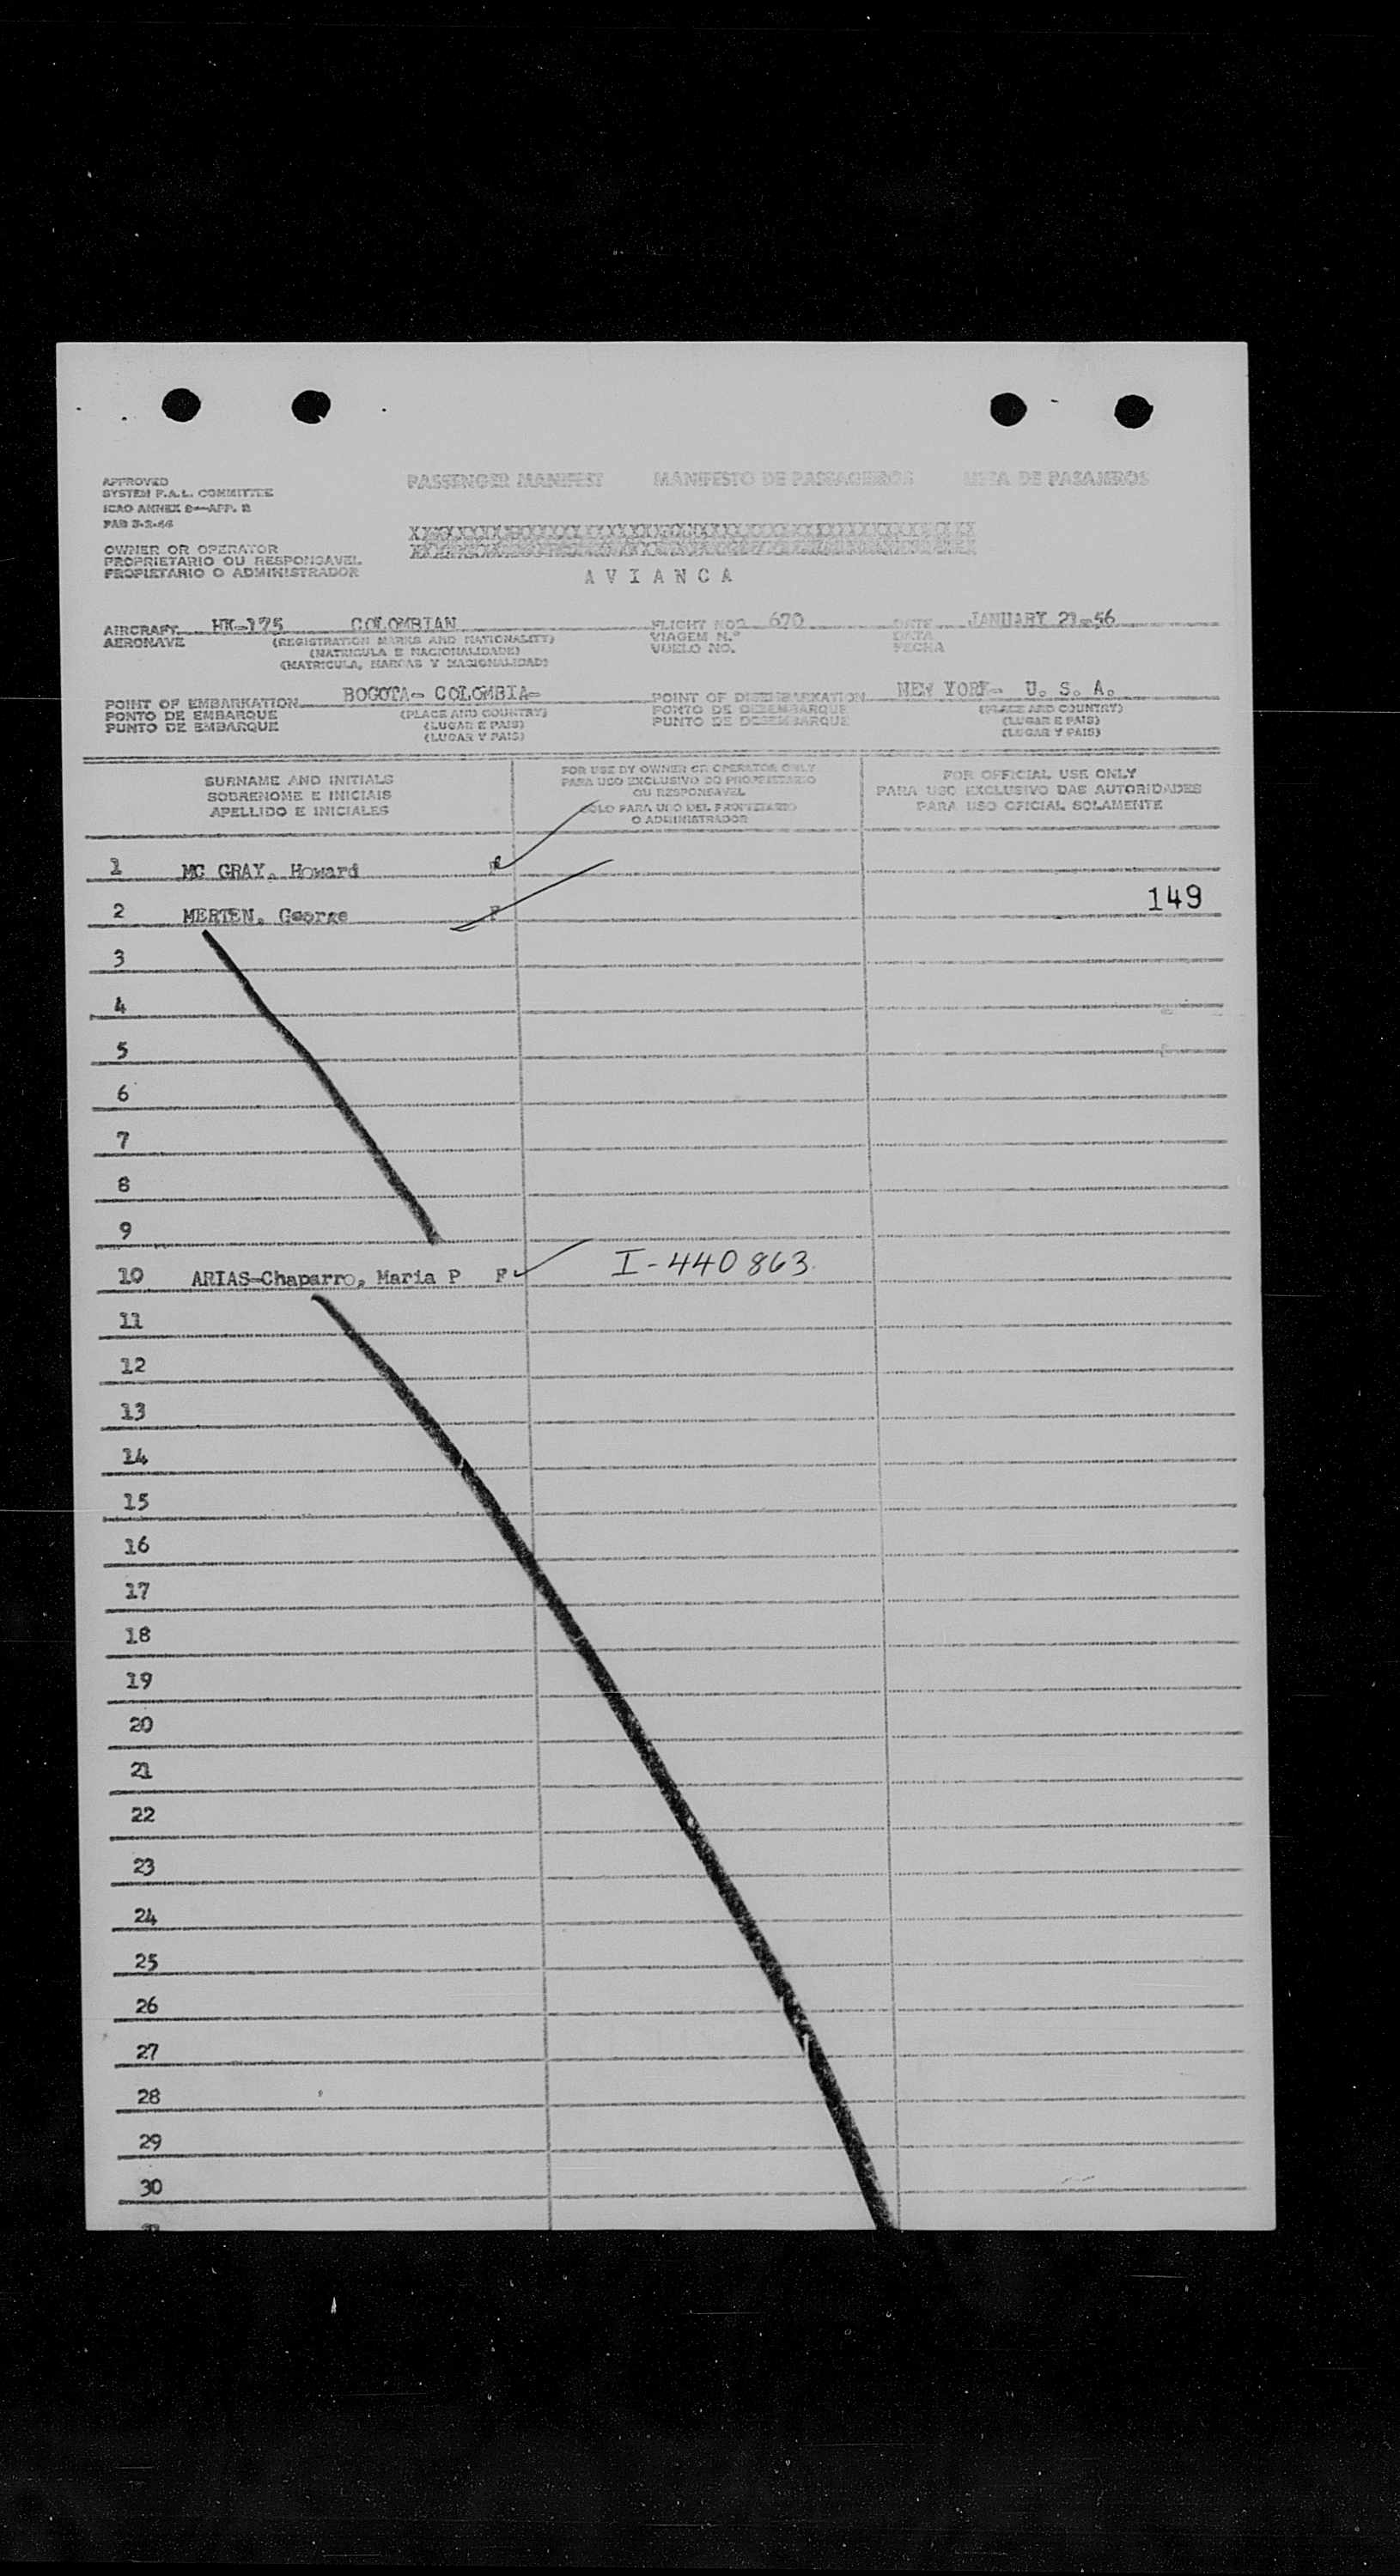 APPROVED
SYSTEM P.A.L. COMMITTEE
ICAO ANNEX 9—APP. B
PAB 3-2-46
PASSENGER MANIFEST MANIFESTO DE PASSAGEIROS LISTA DE PASAJEROS
OWNER OR OPERATOR
PROPRIETARIO OU RESPONSAVEL
PROPIETARIO O ADMINISTRADOR
AVIANCA
AIRCRAFT HK-175 COLOMBIAN FLIGHT NO. 670 DATE JANUARY 21-56
AERONAVE (REGISTRATION MARKS AND NATIONALITY) VIAGEM N.º DATA
(MATRICULA E NACIONALIDADE) VUELO NO. FECHA
(MATRICULA, MARCAS Y NACIONALIDAD)
POINT OF EMBARKATION BOGOTA- COLOMBIA- POINT OF DISEMBARKATION NEW YORK- U. S. A.
PONTO DE EMBARQUE (PLACE AND COUNTRY) PONTO DE DESEMBARQUE (PLACE AND COUNTRY)
PUNTO DE EMBARQUE (LUGAR E PAIS) PUNTO DE DESEMBARQUE (LUGAR E PAIS)
(LUGAR Y PAIS) (LUGAR Y PAIS)
SURNAME AND INITIALS
SOBRENOME E INICIAIS
APELLIDO E INICIALES
FOR USE BY OWNER OR OPERATOR ONLY
PARA USO EXCLUSIVO DO PROPRIETARIO
OU RESPONSAVEL
SOLO PARA USO DEL PROPIETARIO
O ADMINISTRADOR
FOR OFFICIAL USE ONLY
PARA USO EXCLUSIVO DAS AUTORIDADES
PARA USO OFICIAL SOLAMENTE
1 MC GRAY, Howard F
2 MERTEN, George F 149
3
4
5
6
7
8
9
10 ARIAS-Chaparro, Maria P F I-440863
11
12
13
14
15
16
17
18
19
20
21
22
23
24
25
26
27
28
29
30